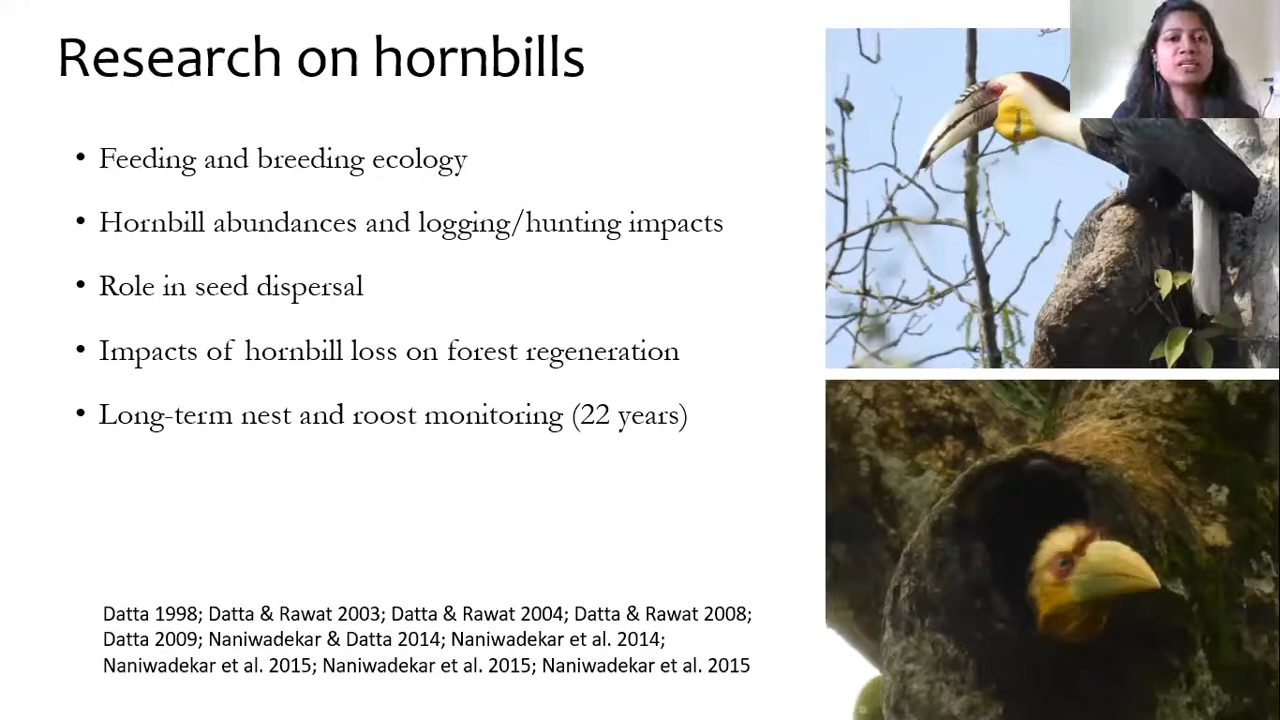 Research on hornbills
• Feeding and breeding ecology
• Hornbill abundances and logging/hunting impacts
• Role in seed dispersal
• Impacts of hornbill loss on forest regeneration
• Long-term nest and roost monitoring (22 years)
Datta 1998; Datta & Rawat 2003; Datta & Rawat 2004; Datta & Rawat 2008;
Datta 2009; Naniwadekar & Datta 2014; Naniwadekar et al. 2014;
Naniwadekar et al. 2015; Naniwadekar et al. 2015; Naniwadekar et al. 2015